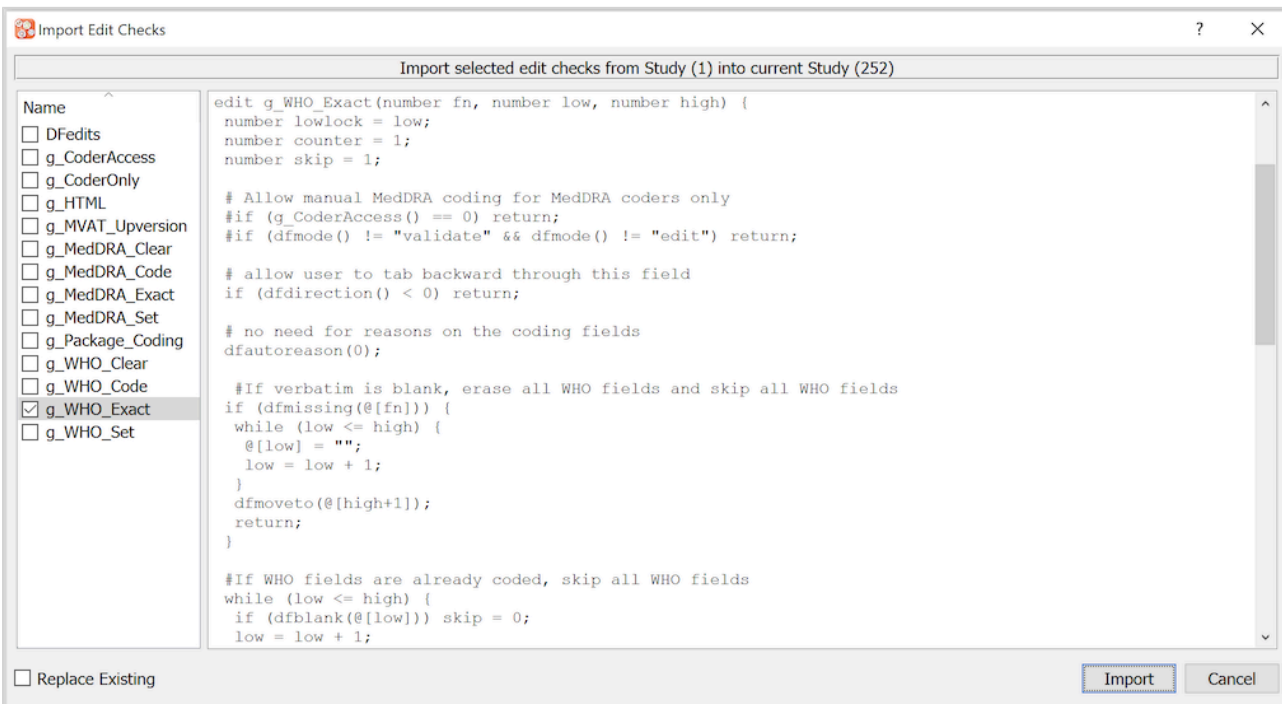 Import Edit Checks
? X
Import selected edit checks from Study (1) into current Study (252)
Name
DFedits
g_CoderAccess
g_CoderOnly
g_HTML
g_MVAT_Upversion
g_MedDRA_Clear
g_MedDRA_Code
g_MedDRA_Exact
g_MedDRA_Set
g_Package_Coding
g_WHO_Clear
g_WHO_Code
g_WHO_Exact
g_WHO_Set
edit g_WHO_Exact(number fn, number low, number high) {
number lowlock = low;
number counter = 1;
number skip = 1;
# Allow manual MedDRA coding for MedDRA coders only
#if (g_CoderAccess() == 0) return;
#if (dfmode() != "validate" && dfmode() != "edit") return;
# allow user to tab backward through this field
if (dfdirection() < 0) return;
# no need for reasons on the coding fields
dfautoreason(0);
#If verbatim is blank, erase all WHO fields and skip all WHO fields
if (dfmissing(@[fn])) {
while (low <= high) {
@[low] = "";
low = low + 1;
}
dfmoveto(@[high+1]);
return;
}
#If WHO fields are already coded, skip all WHO fields
while (low <= high) {
if (dfblank(@[low])) skip = 0;
low = low + 1;
Replace Existing
Import
Cancel